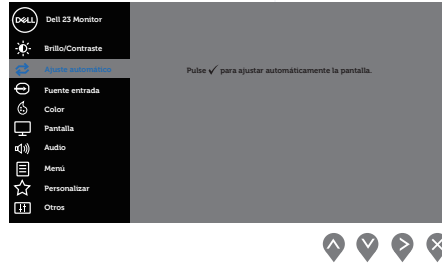 DELL
Dell 23 Monitor
Brillo/Contraste
Ajuste automático
Pulse ✓ para ajustar automáticamente la pantalla.
Fuente entrada
Color
Pantalla
Audio
Menú
Personalizar
Otros